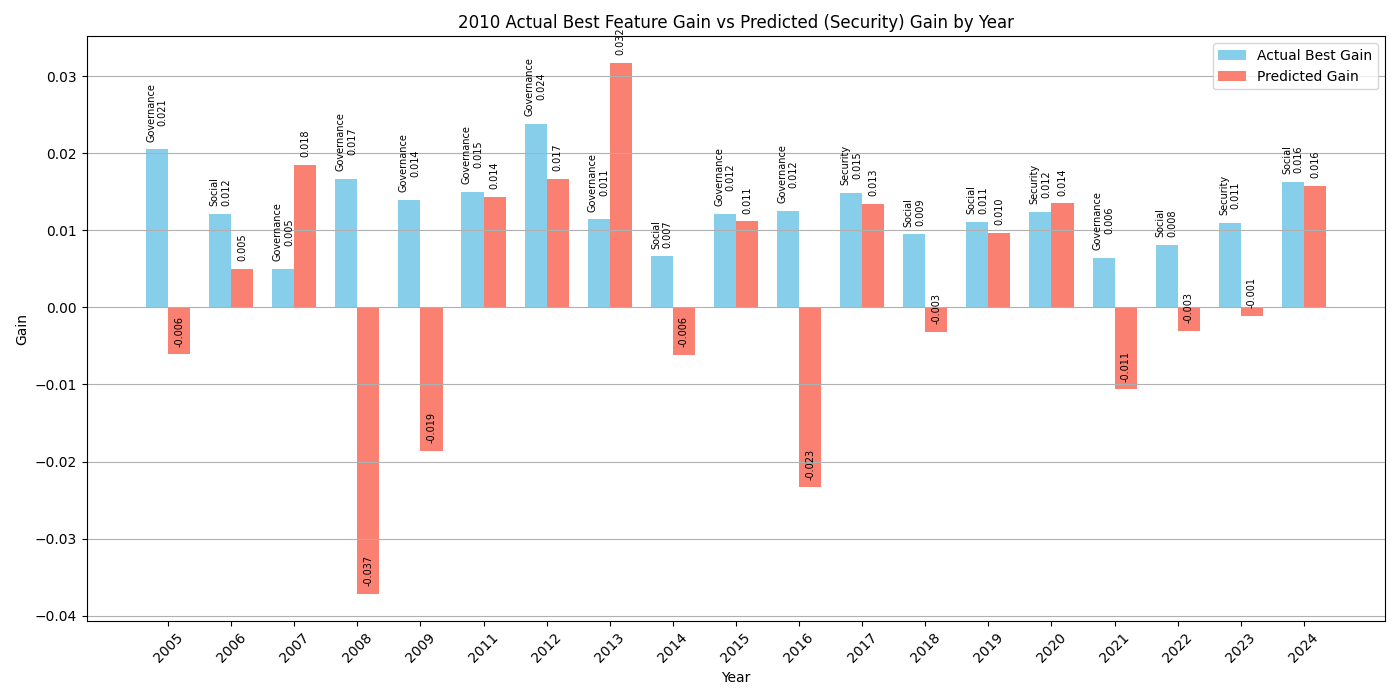 2010 Actual Best Feature Gain vs Predicted (Security) Gain by Year
Actual Best Gain
Predicted Gain
Gain
0.03
0.02
0.01
0.00
−0.01
−0.02
−0.03
−0.04
Governance
0.021
-0.006
Social
0.012
0.005
Governance
0.005
0.018
Governance
0.017
-0.037
Governance
0.014
-0.019
Governance
0.015
0.014
Governance
0.024
0.017
Governance
0.011
0.032
Social
0.007
-0.006
Governance
0.012
0.011
Governance
0.012
-0.023
Security
0.015
0.013
Social
0.009
-0.003
Social
0.011
0.010
Security
0.012
0.014
Governance
0.006
-0.011
Social
0.008
-0.003
Security
0.011
-0.001
Social
0.016
0.016
2005
2006
2007
2008
2009
2011
2012
2013
2014
2015
2016
2017
2018
2019
2020
2021
2022
2023
2024
Year